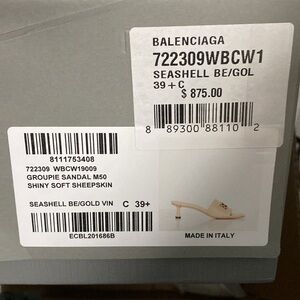 BALENCIAGA
722309WBCW1
SEASHELL BE/GOL
39+C
$ 875.00
8 89300 88110 2
8111753408
722309 WBCW19009
GROUPIE SANDAL M50
SHINY SOFT SHEEPSKIN
SEASHELL BE/GOLD VIN C 39+
ECBL201686B
MADE IN ITALY